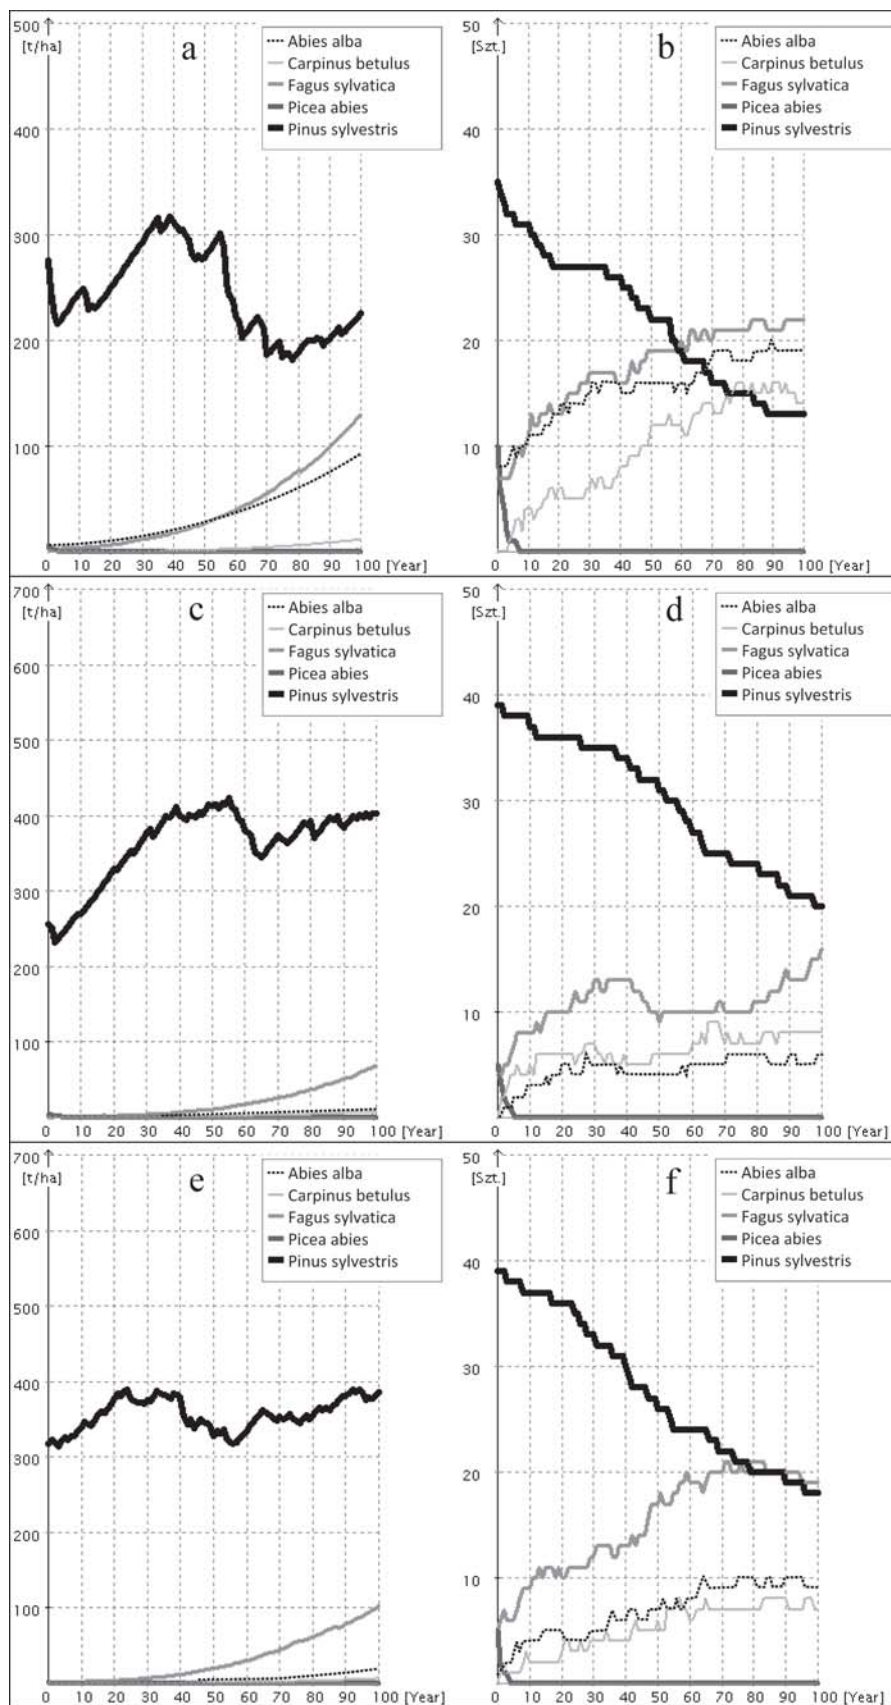 500
[t/ha]
a
Abies alba
Carpinus betulus
Fagus sylvatica
Picea abies
Pinus sylvestris
400
300
200
100
0 10 20 30 40 50 60 70 80 90 100 [Year]
50
[Szt.]
b
Abies alba
Carpinus betulus
Fagus sylvatica
Picea abies
Pinus sylvestris
40
30
20
10
0 10 20 30 40 50 60 70 80 90 100 [Year]
700
[t/ha]
c
Abies alba
Carpinus betulus
Fagus sylvatica
Picea abies
Pinus sylvestris
600
500
400
300
200
100
0 10 20 30 40 50 60 70 80 90 100 [Year]
50
[Szt.]
d
Abies alba
Carpinus betulus
Fagus sylvatica
Picea abies
Pinus sylvestris
40
30
20
10
0 10 20 30 40 50 60 70 80 90 100 [Year]
700
[t/ha]
e
Abies alba
Carpinus betulus
Fagus sylvatica
Picea abies
Pinus sylvestris
600
500
400
300
200
100
0 10 20 30 40 50 60 70 80 90 100 [Year]
50
[Szt.]
f
Abies alba
Carpinus betulus
Fagus sylvatica
Picea abies
Pinus sylvestris
40
30
20
10
0 10 20 30 40 50 60 70 80 90 100 [Year]